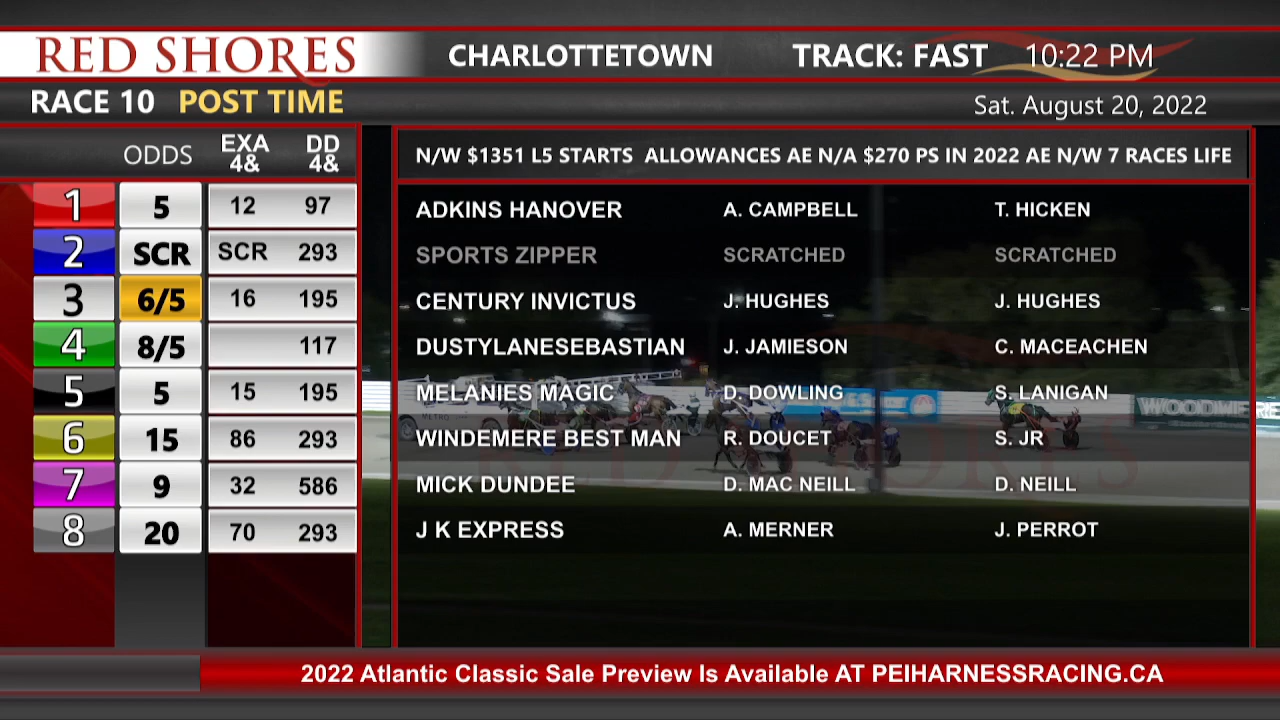 RED SHORES CHARLOTTETOWN TRACK: FAST 10:22 PM
RACE 10 POST TIME Sat. August 20, 2022
ODDS EXA 4& DD 4&
N/W $1351 L5 STARTS ALLOWANCES AE N/A $270 PS IN 2022 AE N/W 7 RACES LIFE
1 5 12 97 ADKINS HANOVER A. CAMPBELL T. HICKEN
2 SCR SCR 293 SPORTS ZIPPER SCRATCHED SCRATCHED
3 6/5 16 195 CENTURY INVICTUS J. HUGHES J. HUGHES
4 8/5 117 DUSTYLANESEBASTIAN J. JAMIESON C. MACEACHEN
5 5 15 195 MELANIES MAGIC D. DOWLING S. LANIGAN
6 15 86 293 WINDEMERE BEST MAN R. DOUCET S. JR
7 9 32 586 MICK DUNDEE D. MAC NEILL D. NEILL
8 20 70 293 J K EXPRESS A. MERNER J. PERROT
RED SHORES
2022 Atlantic Classic Sale Preview Is Available AT PEIHARNESSRACING.CA